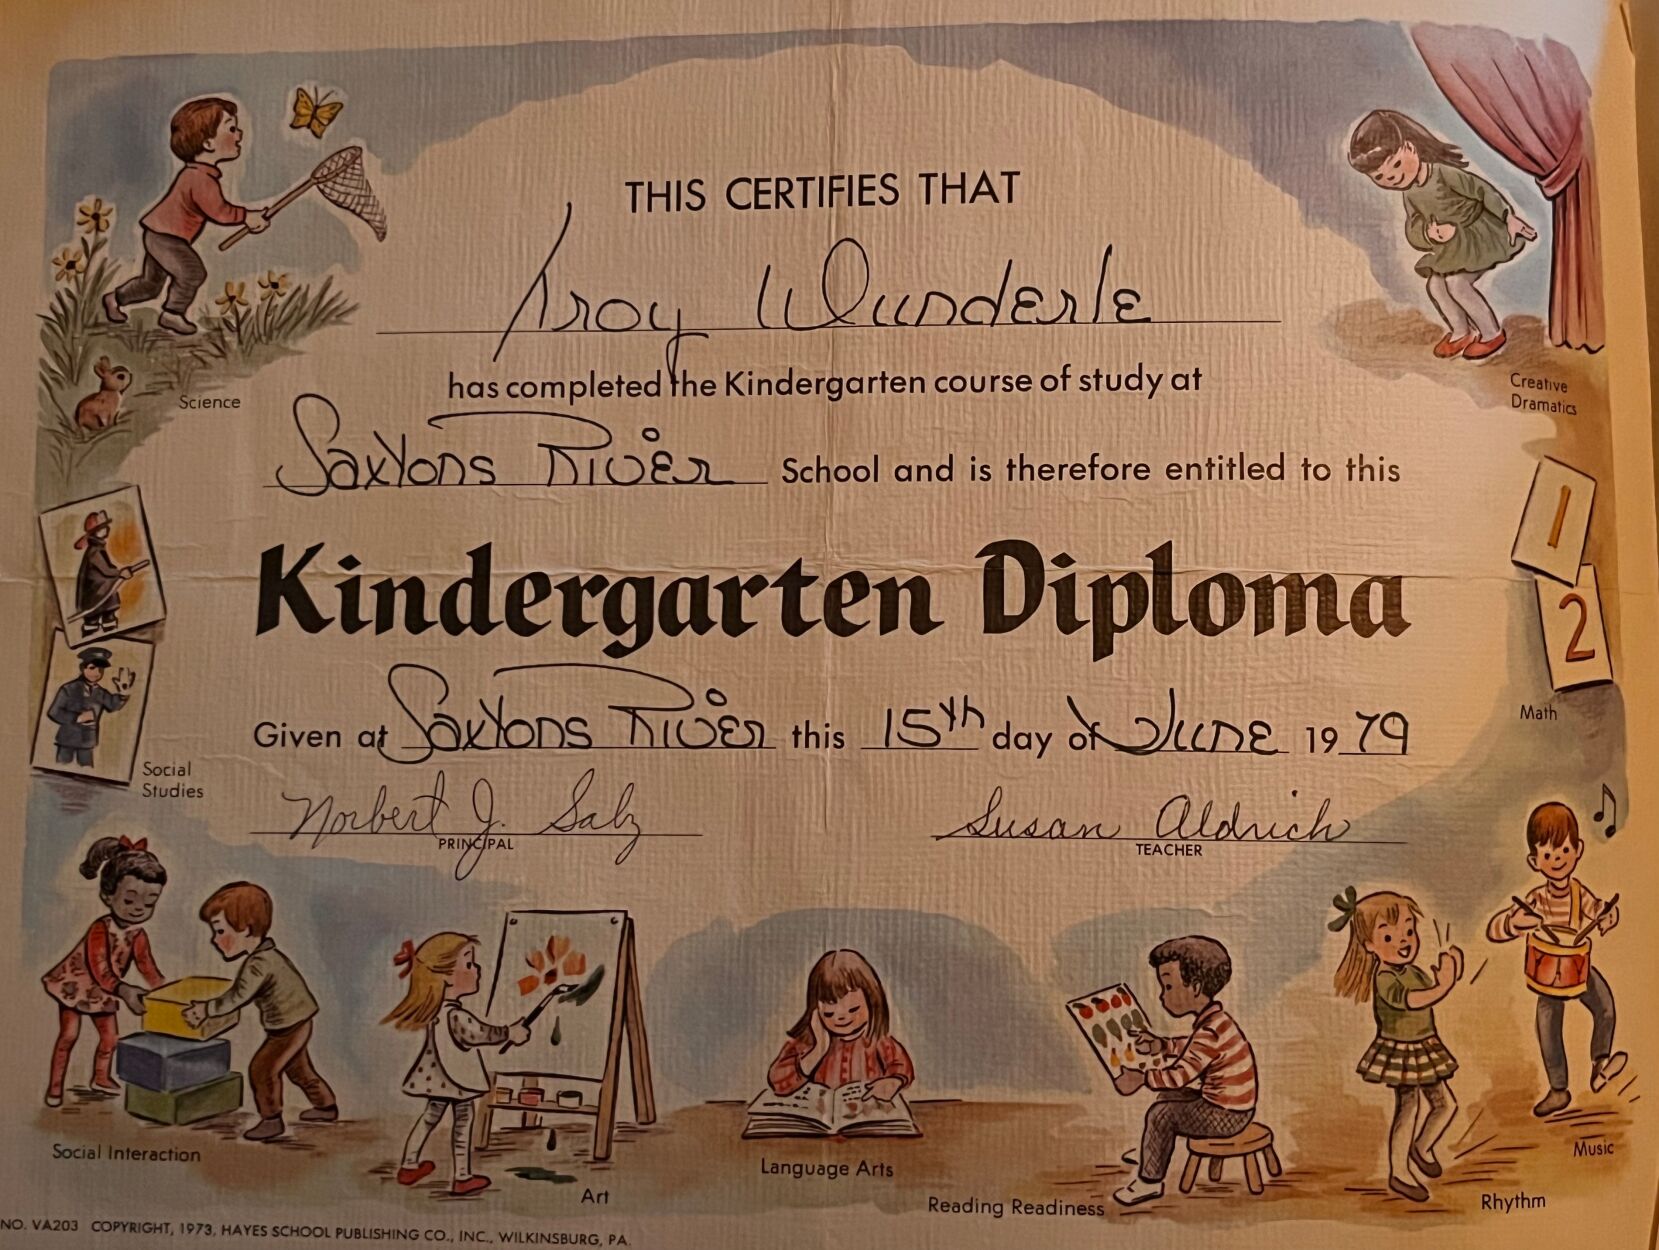 THIS CERTIFIES THAT
Troy Wunderle
has completed the Kindergarten course of study at
Saxtons River School and is therefore entitled to this
Kindergarten Diploma
Given at Saxtons River this 15th day of June 1979
Norbert J. Salz
Susan Aldrich
PRINCIPAL
TEACHER
Science
Creative
Dramatics
1
2
Math
Social
Studies
Social Interaction
Art
Language Arts
Reading Readiness
Rhythm
Music
NO. VA203 COPYRIGHT, 1973, HAYES SCHOOL PUBLISHING CO., INC., WILKINSBURG, PA.